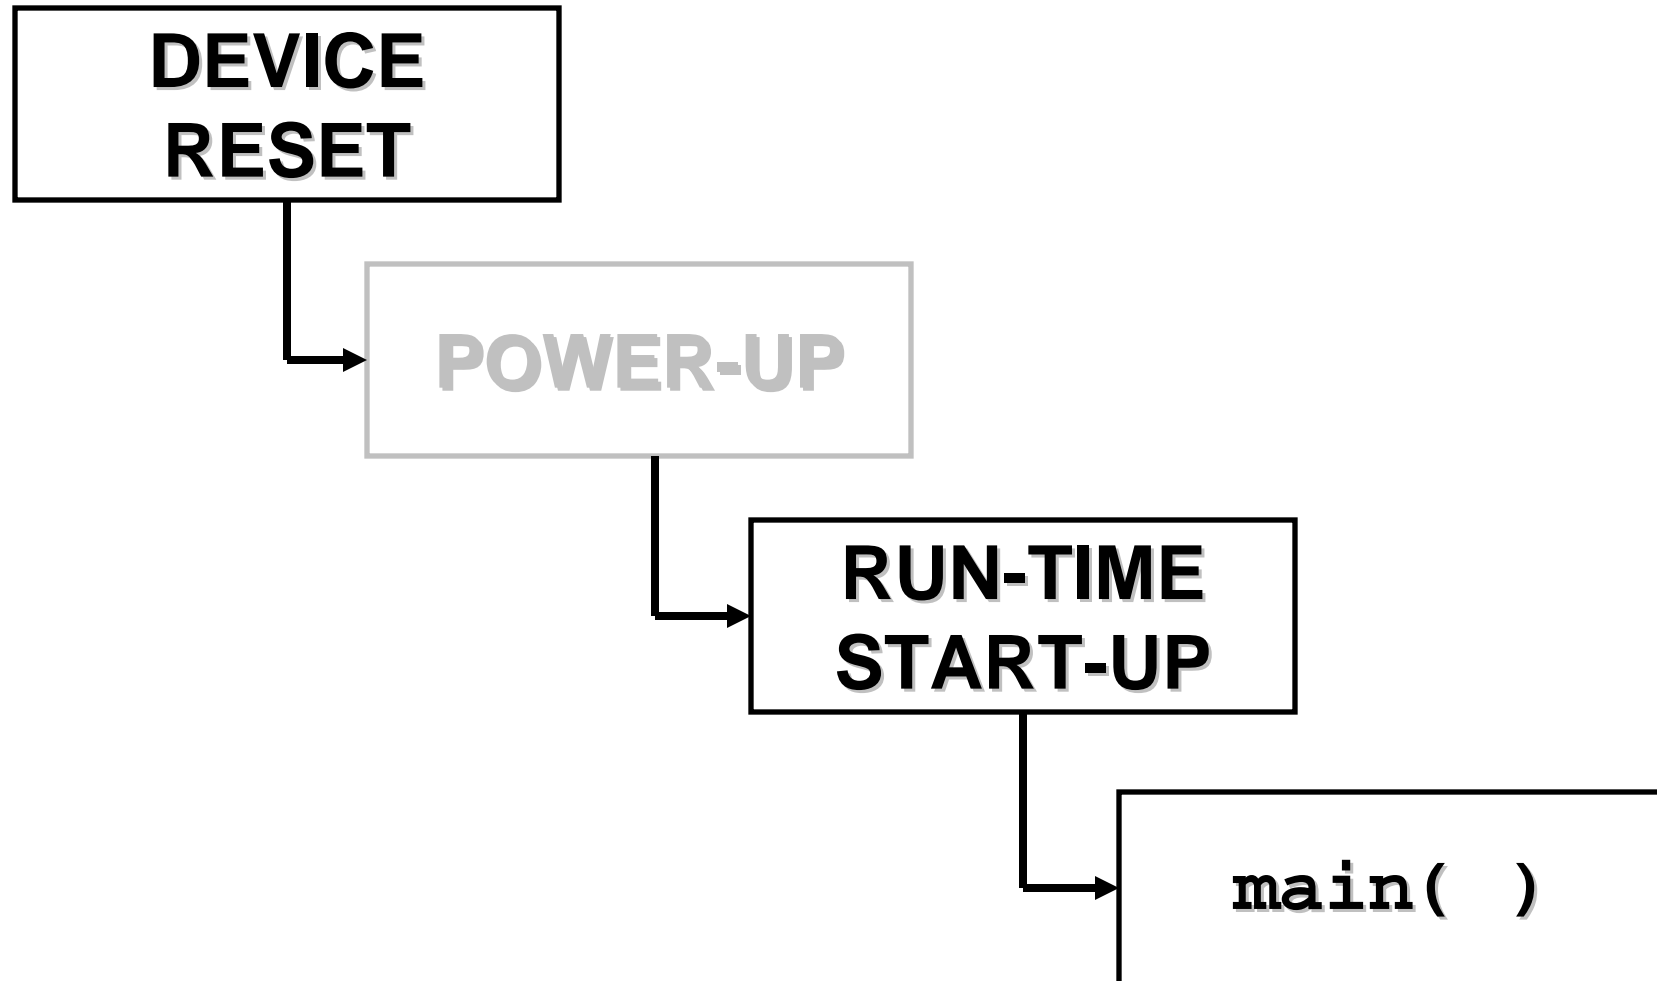 DEVICE
RESET
POWER-UP
RUN-TIME
START-UP
main( )